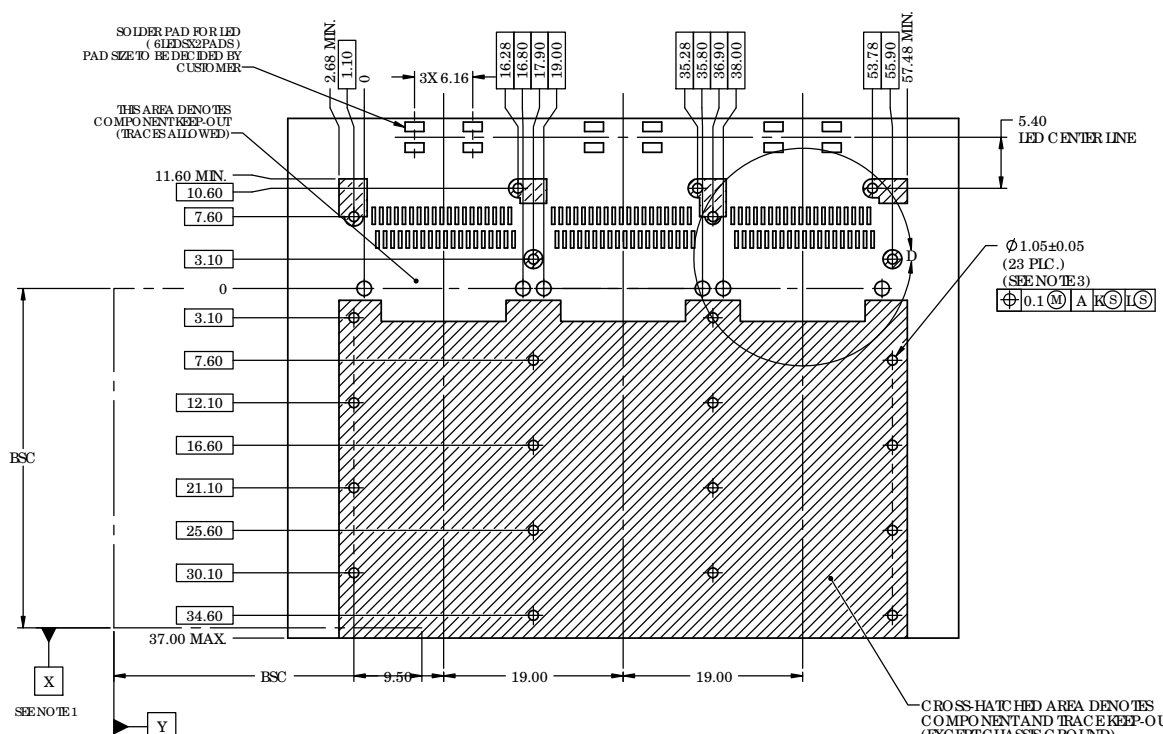 SOLDER PAD FOR LED
(6LEDSX2PADS)
PAD SIZE TO BE DECIDED BY
CUSTOMER
2.68 MIN.
1.10
0
3X 6.16
16.28
16.80
17.90
19.00
35.28
35.80
36.90
38.00
53.78
55.90
57.48 MIN.
THIS AREA DENOTES
COMPONENT KEEP-OUT
(TRACES ALLOWED)
5.40
LED CENTER LINE
11.60 MIN.
10.60
7.60
3.10
0
3.10
7.60
12.10
16.60
21.10
25.60
30.10
34.60
37.00 MAX.
D
Ø1.05±0.05
(23 PLC.)
(SEE NOTE 3)
⌖ 0.1 Ⓜ A KⓈ LⓈ
BSC
X
SEE NOTE 1
Y
BSC
9.50
19.00
19.00
CROSS-HATCHED AREA DENOTES
COMPONENT AND TRACE KEEP-OU
(EXCEPT CHASSIS GROUND)